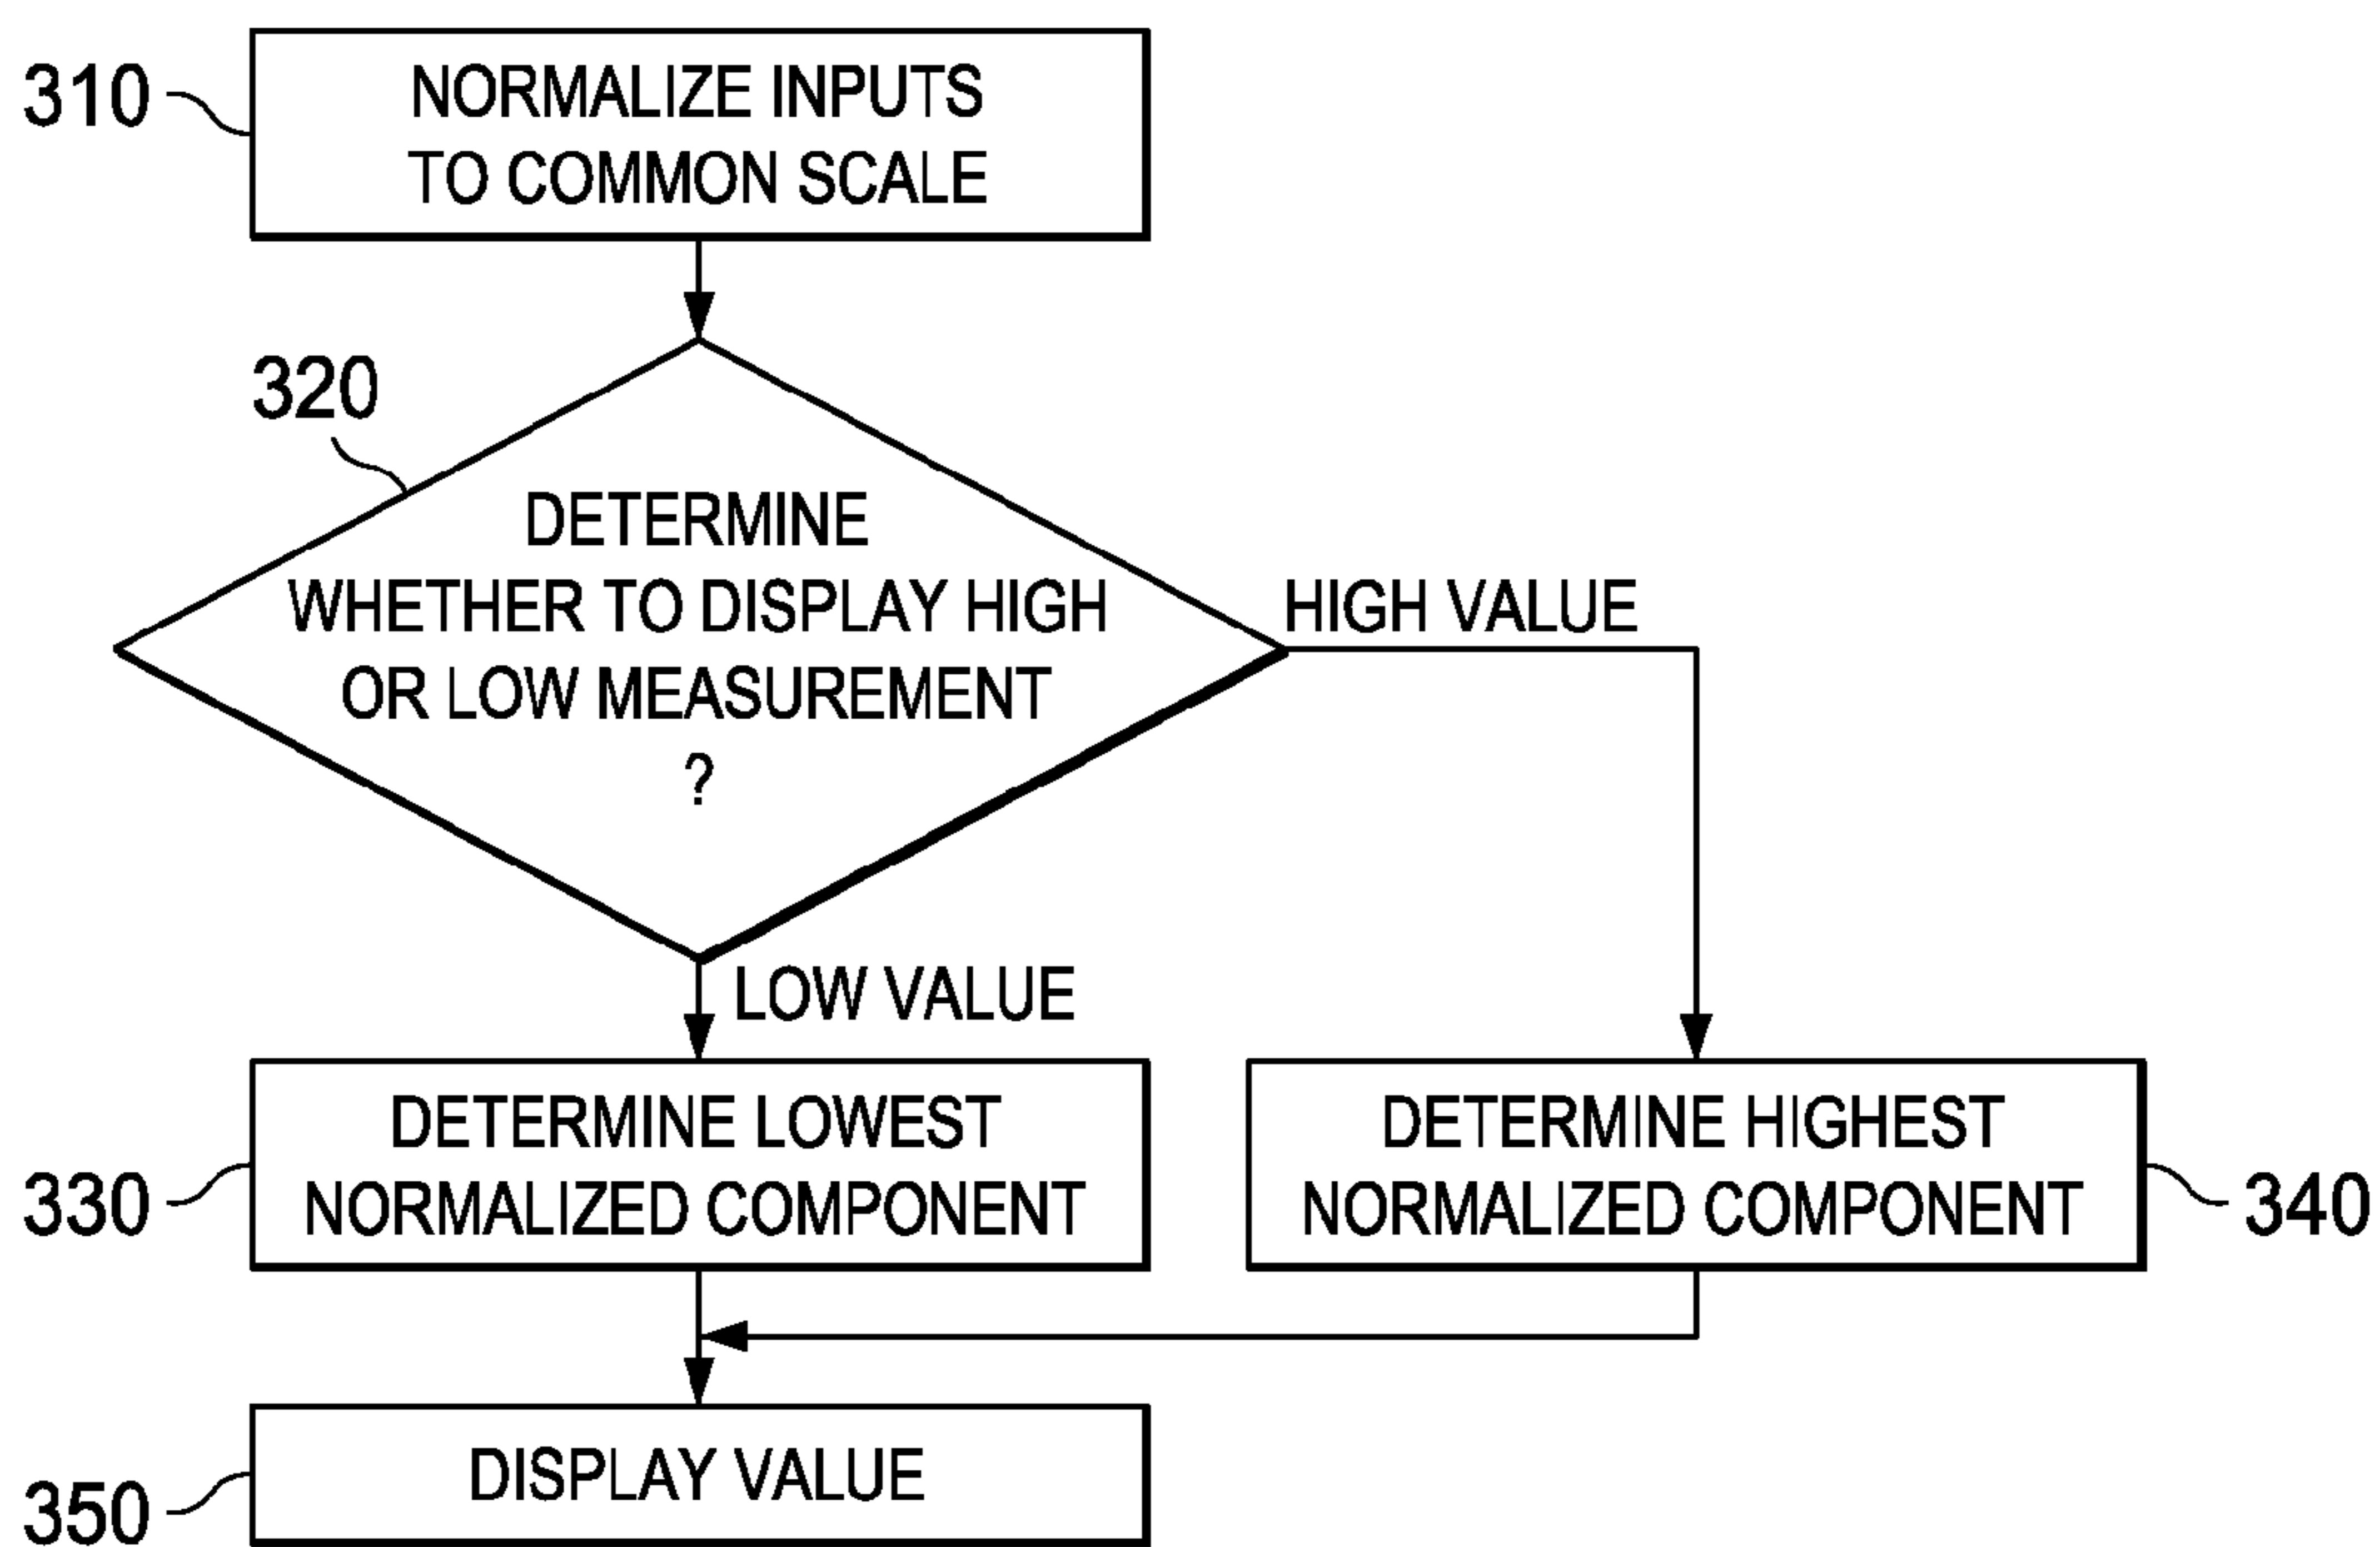 310
NORMALIZE INPUTS
TO COMMON SCALE
320
DETERMINE
WHETHER TO DISPLAY HIGH
OR LOW MEASUREMENT
?
HIGH VALUE
LOW VALUE
330
DETERMINE LOWEST
NORMALIZED COMPONENT
DETERMINE HIGHEST
NORMALIZED COMPONENT
340
350
DISPLAY VALUE